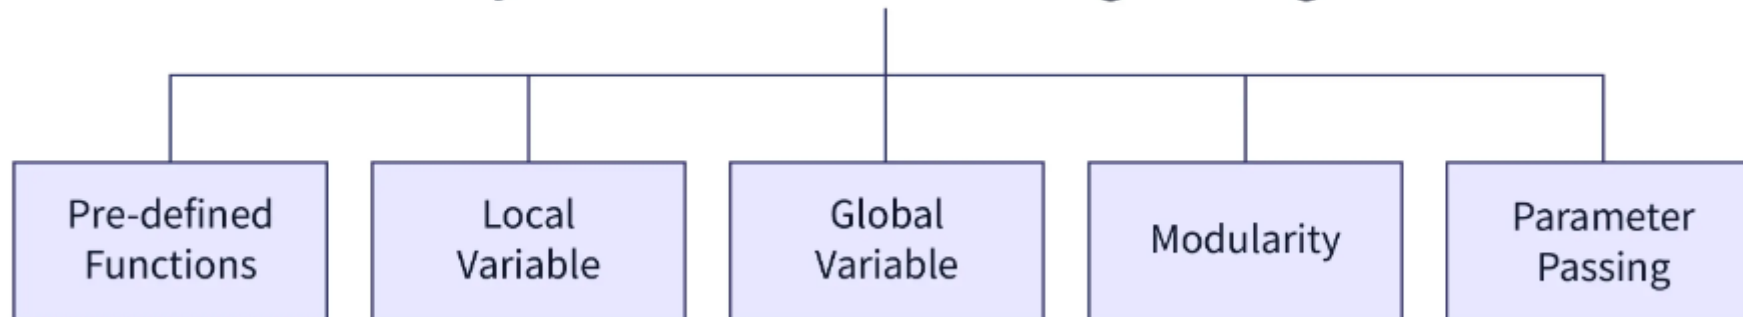 Pre-defined
Functions
Local
Variable
Global
Variable
Modularity
Parameter
Passing